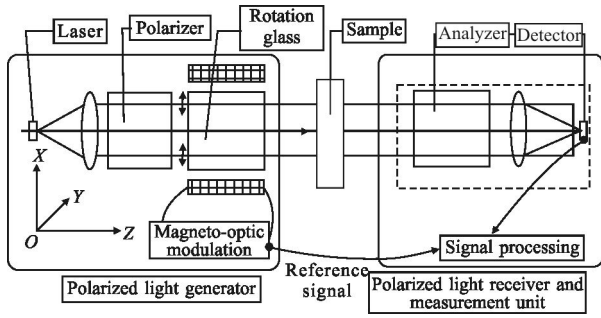 Laser
Polarizer
Rotation
glass
Sample
Analyzer
Detector
X
Y
O
Z
Magneto-optic
modulation
Reference
signal
Signal processing
Polarized light generator
Polarized light receiver and
measurement unit